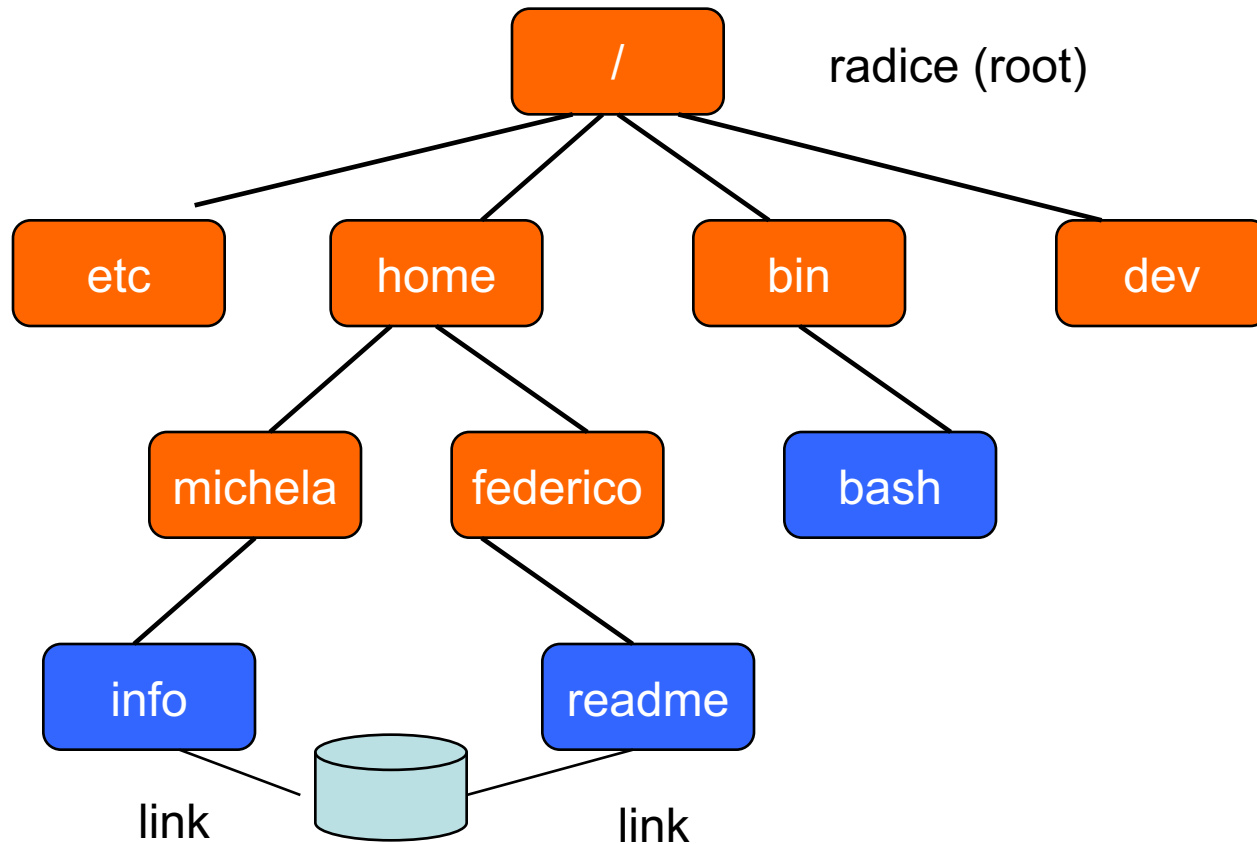 /
radice (root)
etc
home
bin
dev
michela
federico
bash
info
readme
link
link